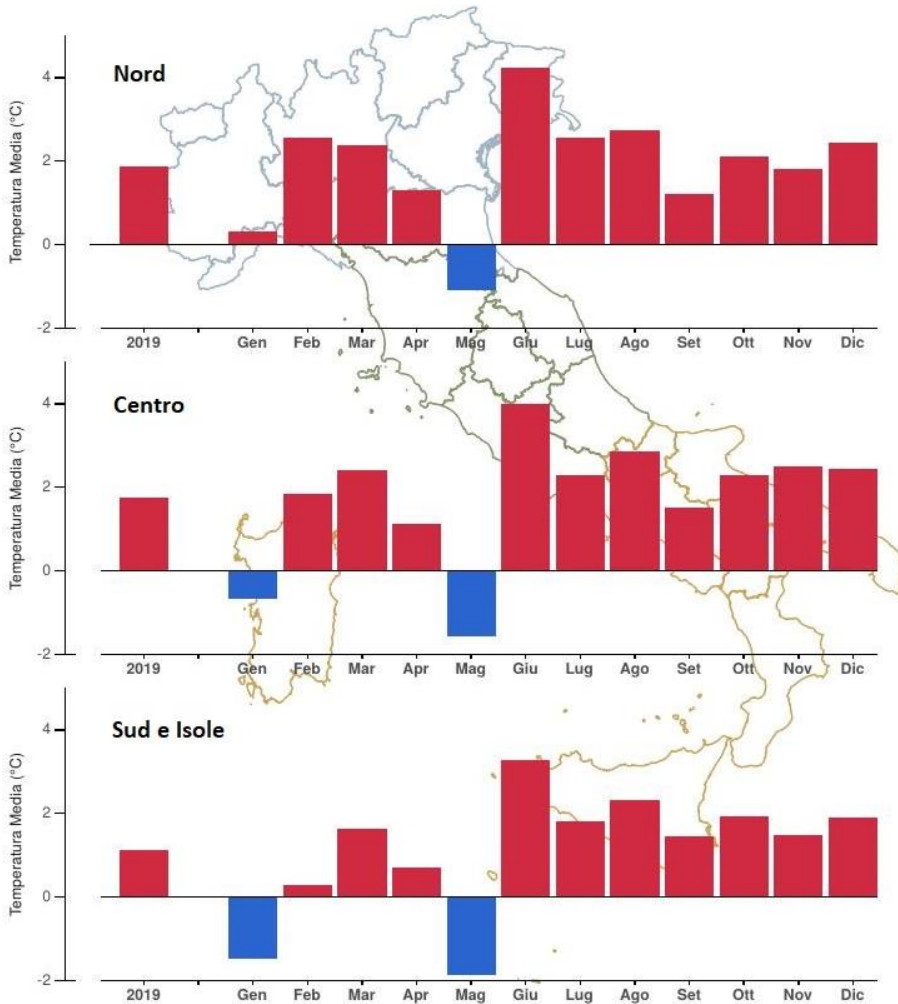 Nord
Temperatura Media (°C)
4
2
0
-2
2019 Gen Feb Mar Apr Mag Giu Lug Ago Set Ott Nov Dic
Centro
Temperatura Media (°C)
4
2
0
-2
2019 Gen Feb Mar Apr Mag Giu Lug Ago Set Ott Nov Dic
Sud e Isole
Temperatura Media (°C)
4
2
0
-2
2019 Gen Feb Mar Apr Mag Giu Lug Ago Set Ott Nov Dic